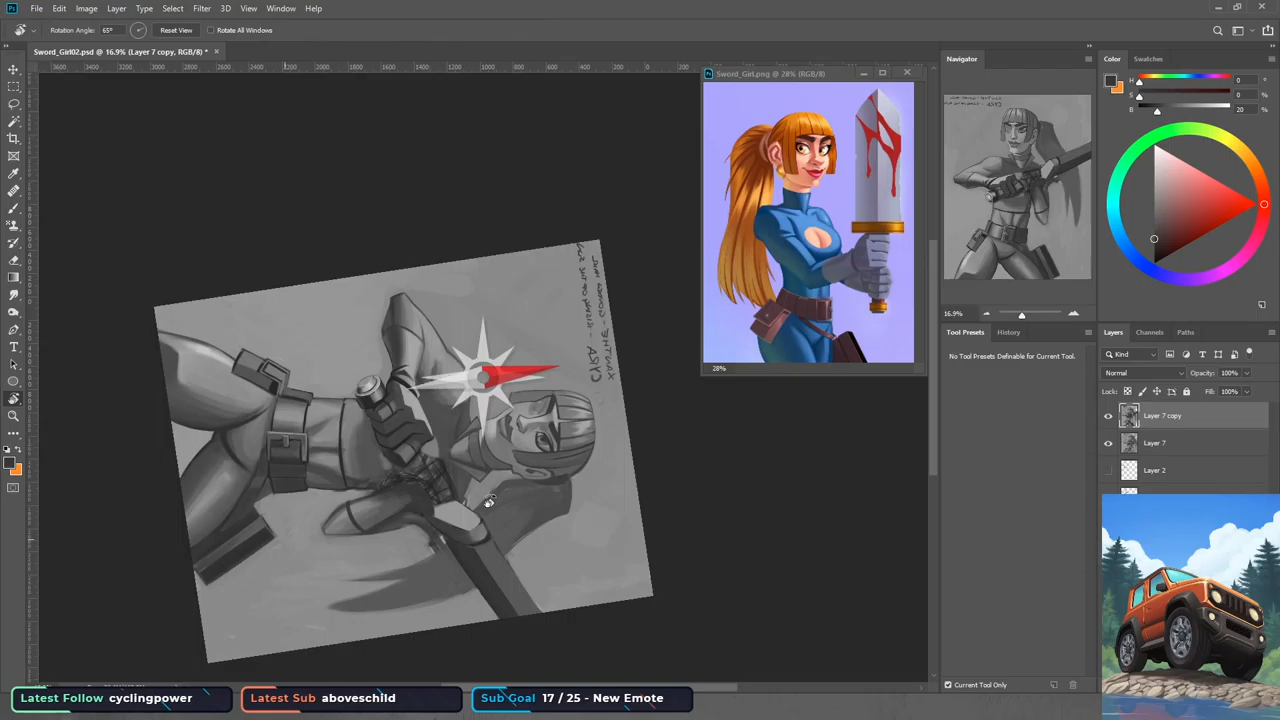 File Edit Image Layer Type Select Filter 3D View Window Help
Rotation Angle: 65° Reset View Rotate All Windows
Sword_Girl02.psd @ 16.9% (Layer 7 copy, RGB/8) *
Sword_Girl.png @ 28% (RGB/8)
28%
Navigator
16.9%
Color Swatches
H 0 °
S 0 %
B 20 %
Tool Presets History
No Tool Presets Defined for Current Tool.
Current Tool Only
Layers Channels Paths
Kind
Normal Opacity: 100%
Lock: Fill: 100%
Layer 7 copy
Layer 7
Layer 2
Latest Follow cyclingpower
Latest Sub aboveschild
Sub Goal 17 / 25 - New Emote